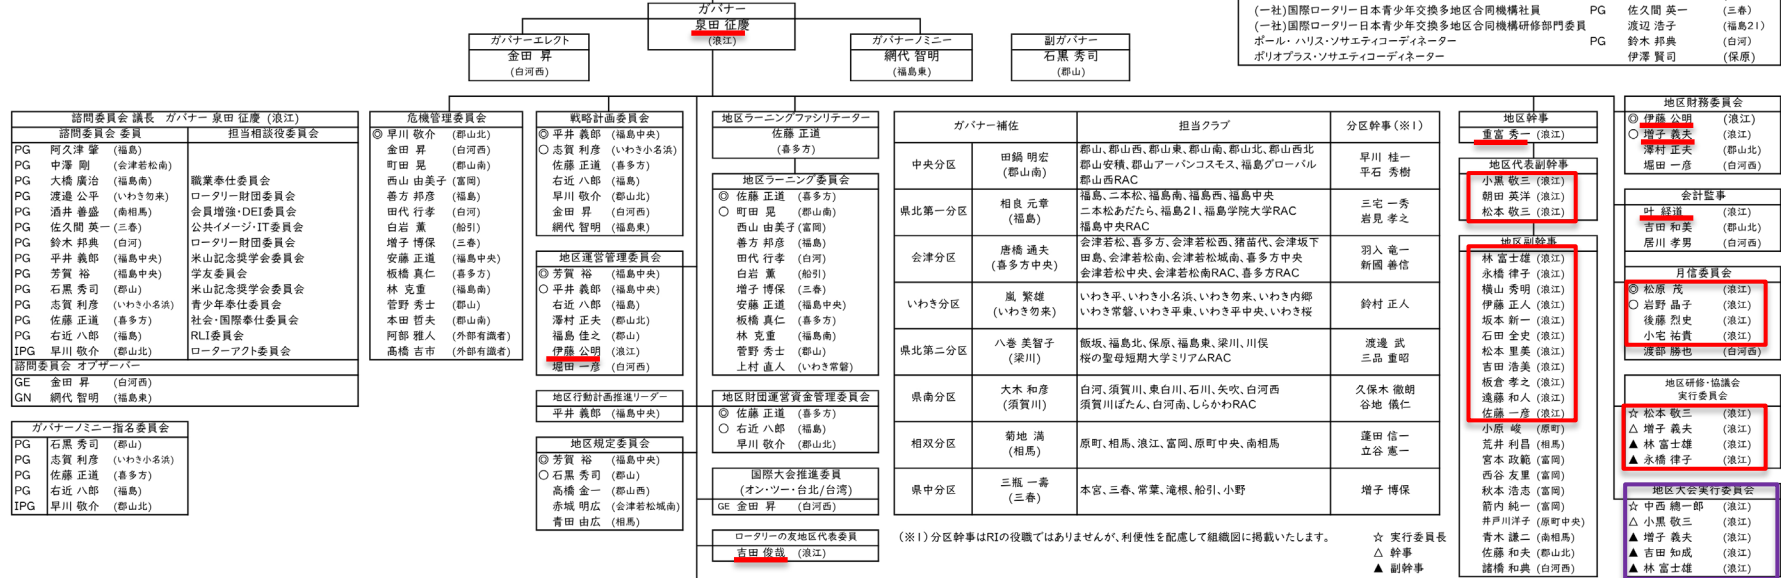 ガバナー
泉田 征慶
(浪江)
ガバナーエレクト
金田 昇
(白河西)
ガバナーノミニー
網代 智明
(福島東)
副ガバナー
石黒 秀司
(郡山)
(一社)国際ロータリー日本青少年交換多地区合同機構社員 PG 佐久間 英一 (三春)
(一社)国際ロータリー日本青少年交換多地区合同機構研修部門委員 渡辺 浩子 (福島21)
ポール・ハリス・ソサエティコーディネーター PG 鈴木 邦典 (白河)
ポリオプラス・ソサエティコーディネーター 伊澤 賢司 (保原)
諮問委員会 議長 ガバナー 泉田 征慶 (浪江)
諮問委員会 委員 担当相談役委員会
PG 阿久津 肇 (福島)
PG 中澤 剛 (会津若松南)
PG 大橋 廣治 (福島南) 職業奉仕委員会
PG 渡邉 公平 (いわき勿来) ロータリー財団委員会
PG 酒井 善盛 (南相馬) 会員増強・DEI委員会
PG 佐久間 英一 (三春) 公共イメージ・IT委員会
PG 鈴木 邦典 (白河) ロータリー財団委員会
PG 平井 義郎 (福島中央) 米山記念奨学会委員会
PG 芳賀 裕 (福島中央) 学友委員会
PG 石黒 秀司 (郡山) 米山記念奨学会委員会
PG 志賀 利彦 (いわき小名浜) 青少年奉仕委員会
PG 佐藤 正道 (喜多方) 社会・国際奉仕委員会
PG 右近 八郎 (福島) RLI委員会
IPG 早川 敬介 (郡山北) ローターアクト委員会
諮問委員会 オブザーバー
GE 金田 昇 (白河西)
GN 網代 智明 (福島東)
ガバナーノミニー指名委員会
PG 石黒 秀司 (郡山)
PG 志賀 利彦 (いわき小名浜)
PG 佐藤 正道 (喜多方)
PG 右近 八郎 (福島)
IPG 早川 敬介 (郡山北)
危機管理委員会
◎ 早川 敬介 (郡山北)
金田 昇 (白河西)
町田 晃 (郡山南)
西山 由美子 (富岡)
善方 邦彦 (福島)
田代 行孝 (白河)
白岩 薫 (船引)
増子 博保 (三春)
安藤 正道 (福島中央)
板橋 真仁 (喜多方)
林 克重 (福島南)
菅野 秀士 (郡山)
本田 哲夫 (郡山南)
阿部 雅人 (外部有識者)
高橋 吉市 (外部有識者)
戦略計画委員会
◎ 平井 義郎 (福島中央)
○ 志賀 利彦 (いわき小名浜)
佐藤 正道 (喜多方)
右近 八郎 (福島)
早川 敬介 (郡山北)
金田 昇 (白河西)
網代 智明 (福島東)
地区運営管理委員会
◎ 芳賀 裕 (福島中央)
○ 平井 義郎 (福島中央)
右近 八郎 (福島)
澤村 正夫 (郡山北)
福島 佳之 (郡山)
伊藤 公明 (浪江)
堀田 一彦 (白河西)
地区行動計画推進リーダー
平井 義郎 (福島中央)
地区規定委員会
◎ 芳賀 裕 (福島中央)
○ 石黒 秀司 (郡山)
高橋 金一 (郡山西)
赤城 明広 (会津若松城南)
青田 由広 (相馬)
地区ラーニングファシリテーター
佐藤 正道
(喜多方)
地区ラーニング委員会
◎ 佐藤 正道 (喜多方)
○ 町田 晃 (郡山南)
西山 由美子 (富岡)
善方 邦彦 (福島)
田代 行孝 (白河)
白岩 薫 (船引)
増子 博保 (三春)
安藤 正道 (福島中央)
板橋 真仁 (喜多方)
林 克重 (福島南)
菅野 秀士 (郡山)
上村 直人 (いわき常磐)
地区財団運営資金管理委員会
◎ 佐藤 正道 (喜多方)
○ 右近 八郎 (福島)
早川 敬介 (郡山北)
国際大会推進委員
(オン・ツー・台北/台湾)
GE 金田 昇 (白河西)
ロータリーの友地区代表委員
吉田 俊哉 (浪江)
ガバナー補佐 担当クラブ 分区幹事(※1)
中央分区 田鍋 明宏 (郡山南)
郡山、郡山西、郡山東、郡山南、郡山北、郡山西北
郡山安積、郡山アーバンコスモス、福島グローバル
郡山西RAC
早川 桂一
平石 秀樹
県北第一分区 相良 元章 (福島)
福島、二本松、福島南、福島西、福島中央
二本松あだたら、福島21、福島学院大学RAC
福島中央RAC
三宅 一秀
岩見 孝之
会津分区 唐橋 通夫 (喜多方中央)
会津若松、喜多方、会津若松西、猪苗代、会津坂下
田島、会津若松南、会津若松城南、喜多方中央
会津若松中央、会津若松南RAC、喜多方RAC
羽入 竜一
新國 善信
いわき分区 嵐 繁雄 (いわき勿来)
いわき平、いわき小名浜、いわき勿来、いわき内郷
いわき常磐、いわき平東、いわき平中央、いわき桜
鈴村 正人
県北第二分区 八巻 美智子 (梁川)
飯坂、福島北、保原、福島東、梁川、川俣
桜の聖母短期大学ミリアムRAC
渡邊 武
三品 重昭
県南分区 大木 和彦 (須賀川)
白河、須賀川、東白川、石川、矢吹、白河西
須賀川ぼたん、白河南、しらかわRAC
久保木 徹朗
谷地 儀仁
相双分区 菊地 満 (相馬)
原町、相馬、浪江、富岡、原町中央、南相馬
蓬田 信一
立谷 憲一
県中分区 三瓶 一壽 (三春)
本宮、三春、常葉、滝根、船引、小野
増子 博保
(※1)分区幹事はRIの役職ではありませんが、利便性を配慮して組織図に掲載いたします。
☆ 実行委員長
△ 幹事
▲ 副幹事
地区幹事
重富 秀一 (浪江)
地区代表副幹事
小黒 敬三 (浪江)
朝田 英洋 (浪江)
松本 敬三 (浪江)
地区副幹事
林 富士雄 (浪江)
永橋 律子 (浪江)
横山 秀明 (浪江)
伊藤 正人 (浪江)
坂本 新一 (浪江)
石田 全史 (浪江)
松本 里美 (浪江)
吉田 浩美 (浪江)
板倉 孝之 (浪江)
遠藤 和人 (浪江)
佐藤 一彦 (浪江)
小原 峻 (原町)
荒井 利昌 (相馬)
宮本 政範 (富岡)
西谷 友里 (富岡)
秋本 浩志 (富岡)
箭内 純一 (富岡)
井戸川洋子 (原町中央)
青木 謙二 (南相馬)
佐藤 和夫 (郡山北)
諸橋 和典 (白河西)
地区財務委員会
◎ 伊藤 公明 (浪江)
○ 増子 義夫 (浪江)
澤村 正夫 (郡山北)
堀田 一彦 (白河西)
会計監事
叶 経道 (浪江)
吉田 和美 (郡山北)
居川 孝男 (白河西)
月信委員会
◎ 松原 茂 (浪江)
○ 岩野 晶子 (浪江)
後藤 烈史 (浪江)
小宅 祐貴 (浪江)
渡部 勝也 (白河西)
地区研修・協議会
実行委員会
☆ 松本 敬三 (浪江)
△ 増子 義夫 (浪江)
▲ 林 富士雄 (浪江)
▲ 永橋 律子 (浪江)
地区大会実行委員会
☆ 中西 總一郎 (浪江)
△ 小黒 敬三 (浪江)
▲ 増子 義夫 (浪江)
▲ 吉田 知成 (浪江)
▲ 林 富士雄 (浪江)